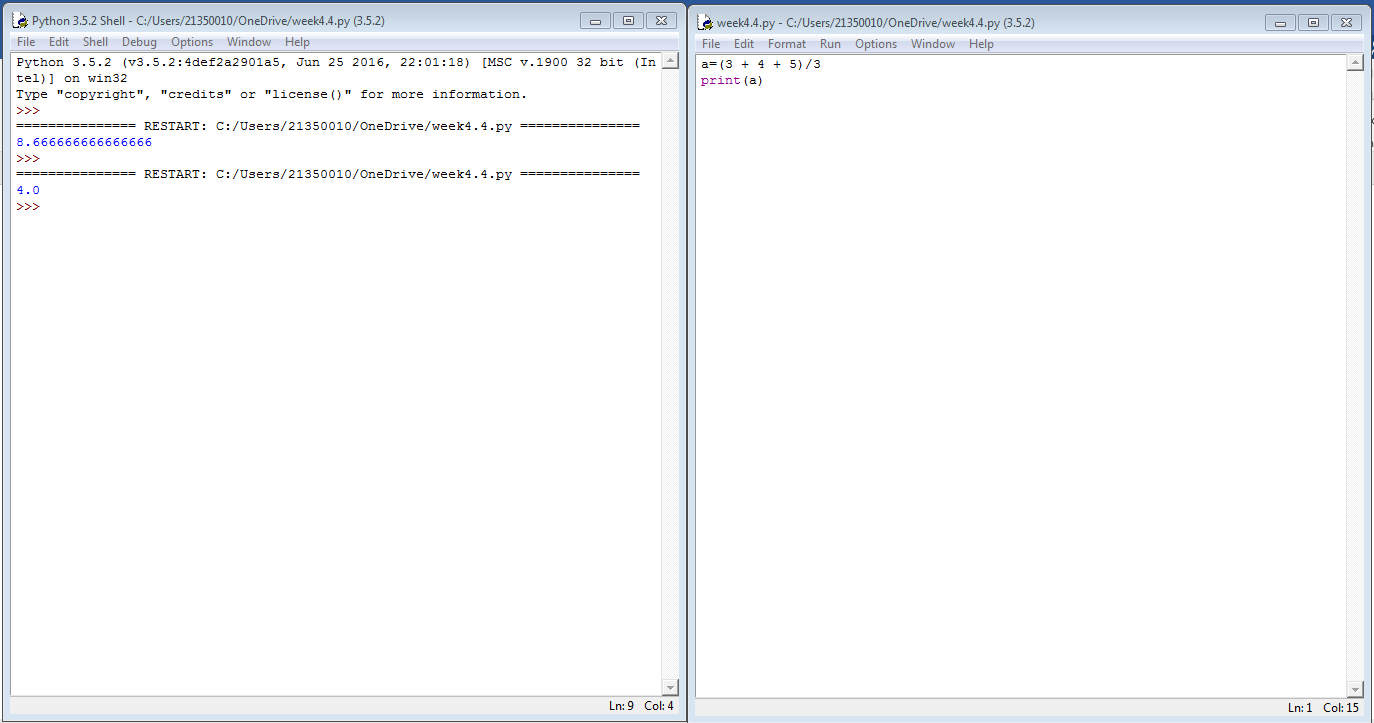 Python 3.5.2 Shell - C:/Users/21350010/OneDrive/week4.4.py (3.5.2)
File Edit Shell Debug Options Window Help
Python 3.5.2 (v3.5.2:4def2a2901a5, Jun 25 2016, 22:01:18) [MSC v.1900 32 bit (In
tel)] on win32
Type "copyright", "credits" or "license()" for more information.
>>>
=============== RESTART: C:/Users/21350010/OneDrive/week4.4.py ===============
8.666666666666666
>>>
=============== RESTART: C:/Users/21350010/OneDrive/week4.4.py ===============
4.0
>>>
Ln: 9 Col: 4
week4.4.py - C:/Users/21350010/OneDrive/week4.4.py (3.5.2)
File Edit Format Run Options Window Help
a=(3 + 4 + 5)/3
print(a)
Ln: 1 Col: 15